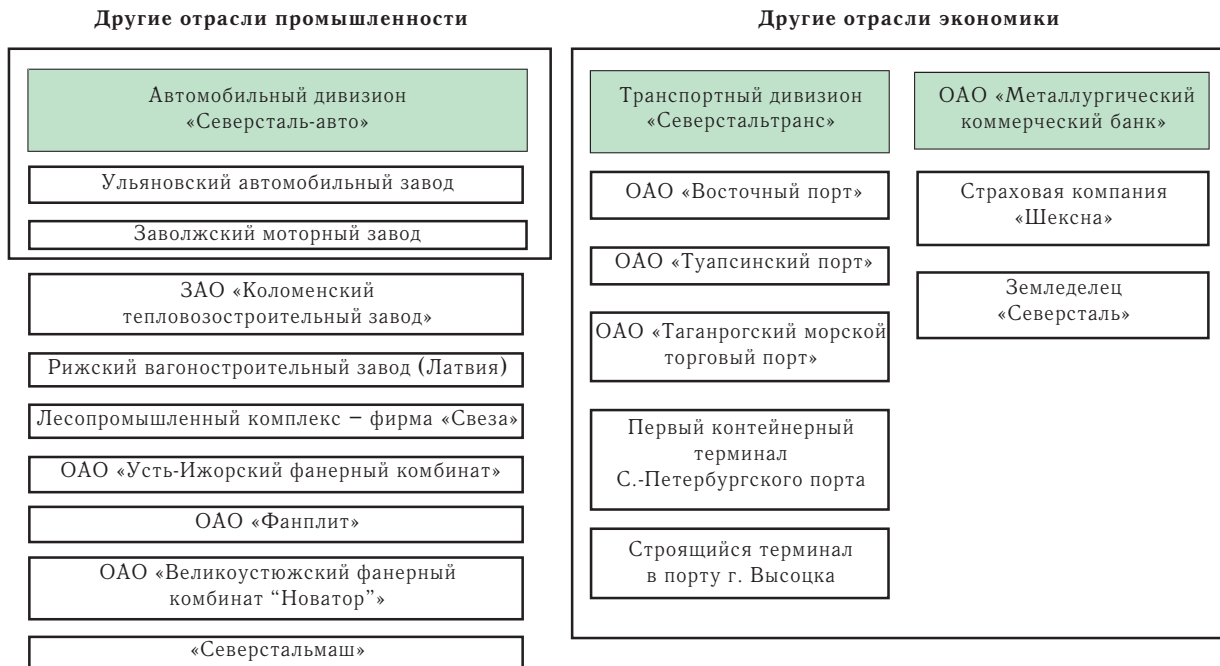 Другие отрасли промышленности
Автомобильный дивизион
«Северсталь-авто»
Ульяновский автомобильный завод
Заволжский моторный завод
ЗАО «Коломенский
тепловозостроительный завод»
Рижский вагоностроительный завод (Латвия)
Лесопромышленный комплекс – фирма «Свеза»
ОАО «Усть-Ижорский фанерный комбинат»
ОАО «Фанплит»
ОАО «Великоустюжский фанерный
комбинат “Новатор”»
«Северстальмаш»
Другие отрасли экономики
Транспортный дивизион
«Северстальтранс»
ОАО «Восточный порт»
ОАО «Туапсинский порт»
ОАО «Таганрогский морской
торговый порт»
Первый контейнерный
терминал
С.-Петербургского порта
Строящийся терминал
в порту г. Высоцка
ОАО «Металлургический
коммерческий банк»
Страховая компания
«Шексна»
Земледелец
«Северсталь»